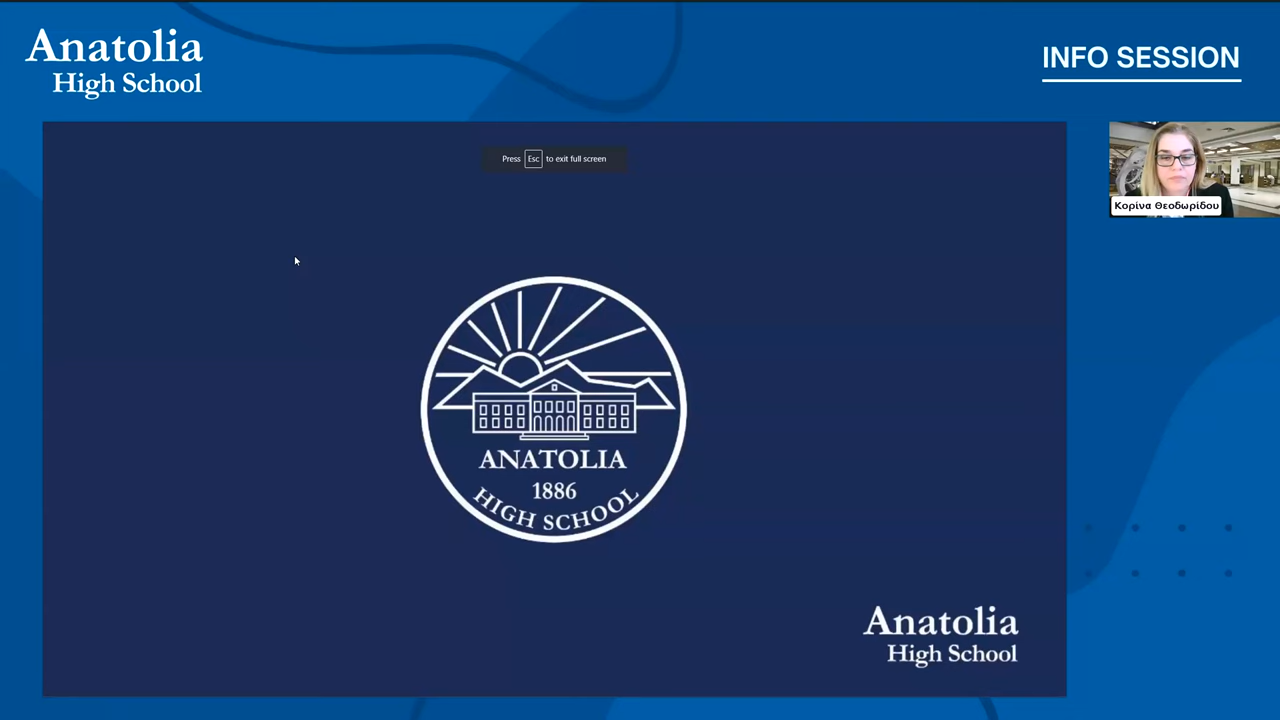 Anatolia
High School
INFO SESSION
Press Esc to exit full screen
Κορίνα Θεοδωρίδου
ANATOLIA
1886
HIGH SCHOOL
Anatolia
High School